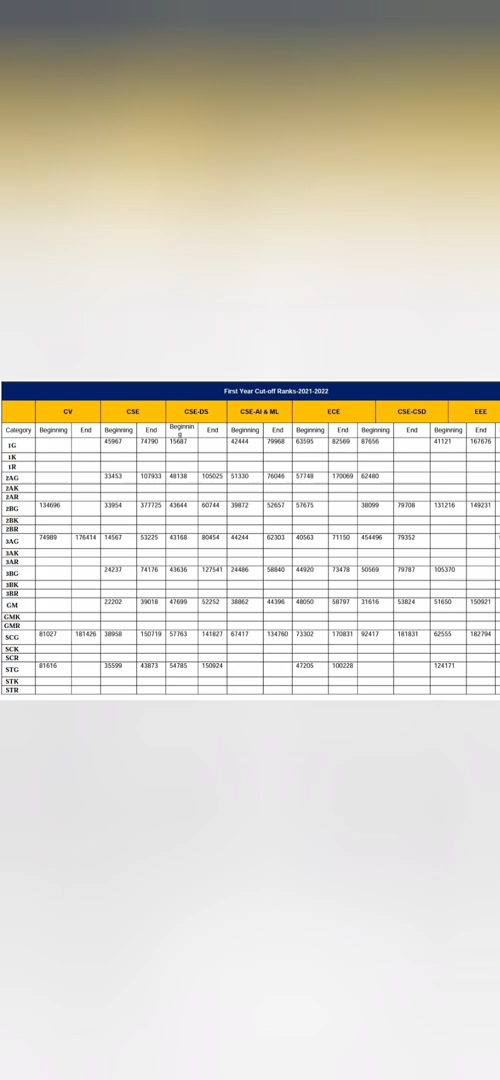 First Year Cut-off Ranks-2021-2022
CV CSE CSE-DS CSE-AI & ML ECE CSE-CSD EEE
Category Beginning End Beginning End Beginning End Beginning End Beginning End Beginning End Beginning End
1G 45967 74790 15687 42444 79968 63595 82569 87656 41121 167676
1K
1R
2AG 33453 107933 48138 105025 51330 76046 57748 170069 62480
2AK
2AR
2BG 134696 33954 377725 43644 60744 39872 52657 57675 38099 79708 131216 149231
2BK
2BR
3AG 74989 176414 14567 53225 43168 80454 44244 62303 40563 71150 454496 79352
3AK
3AR
3BG 24237 74176 43636 127541 24486 58840 44920 73478 50569 79787 105370
3BK
3BR
GM 22202 39018 47699 52252 38862 44396 48050 58797 31616 53824 51650 150921
GMK
GMR
SCG 81027 181426 38958 150719 57763 141827 67417 134760 73302 170831 92417 181831 62555 182794
SCK
SCR
STG 81616 35599 43873 54785 150924 47205 100228 124171
STK
STR